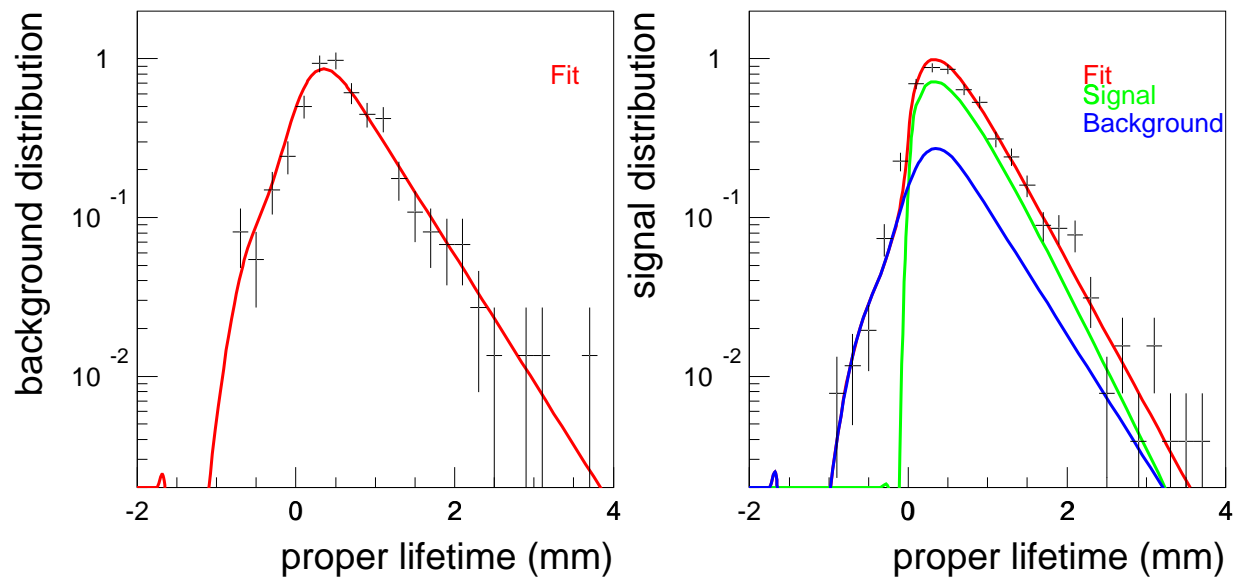 background distribution
1
10 -1
10 -2
-2 0 2 4
proper lifetime (mm)
Fit
signal distribution
1
10 -1
10 -2
-2 0 2 4
proper lifetime (mm)
Fit
Signal
Background